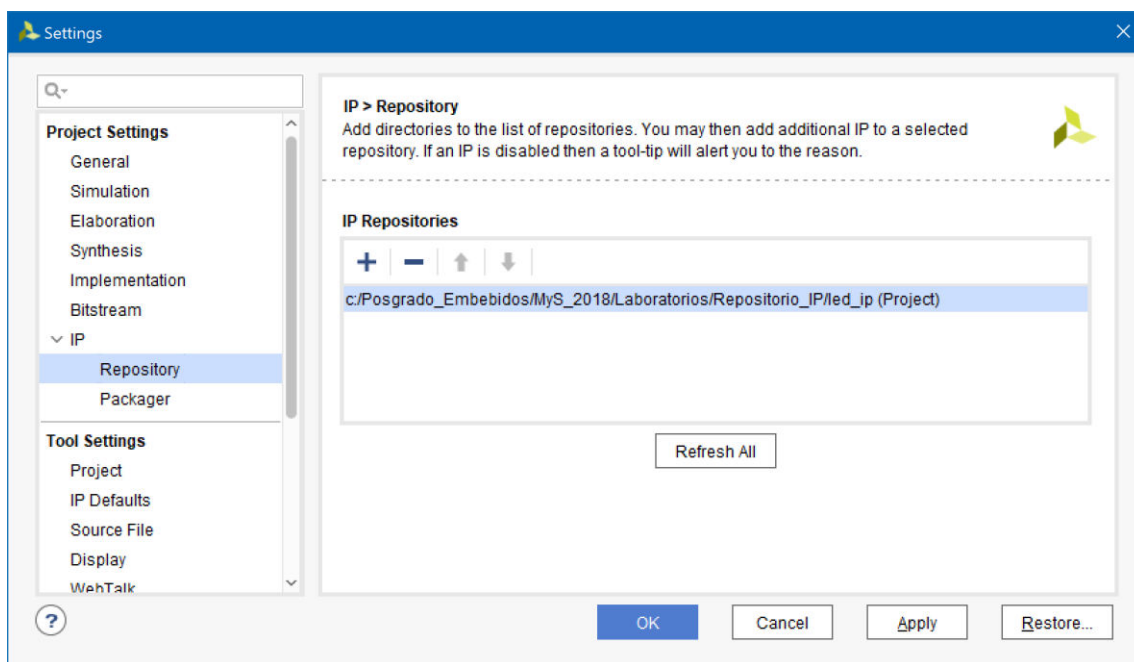 Settings
Project Settings
General
Simulation
Elaboration
Synthesis
Implementation
Bitstream
IP
Repository
Packager
Tool Settings
Project
IP Defaults
Source File
Display
WebTalk
IP > Repository
Add directories to the list of repositories. You may then add additional IP to a selected
repository. If an IP is disabled then a tool-tip will alert you to the reason.
IP Repositories
c:/Posgrado_Embebidos/MyS_2018/Laboratorios/Repositorio_IP/led_ip (Project)
Refresh All
?
OK
Cancel
Apply
Restore...